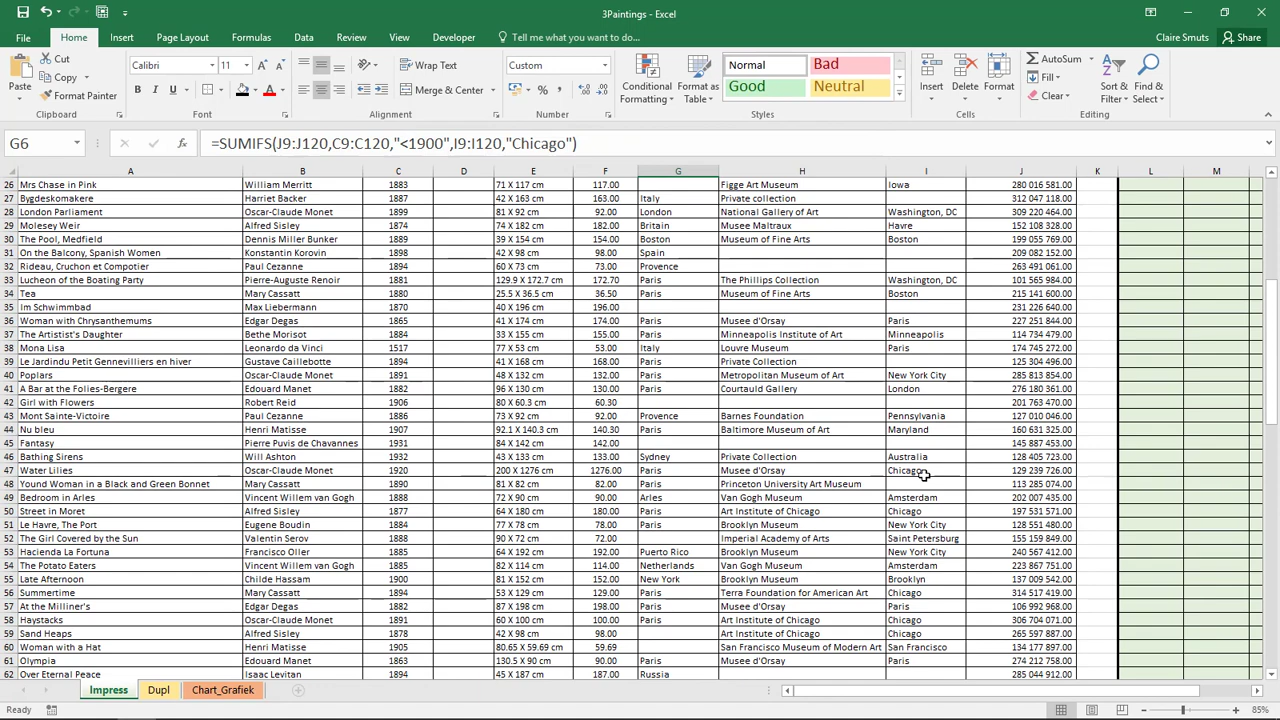 3Paintings - Excel
File Home Insert Page Layout Formulas Data Review View Developer Tell me what you want to do... Claire Smuts Share
Cut Calibri 11 Wrap Text Custom Normal Bad AutoSum
Paste Copy Merge & Center Conditional Formatting Format as Table Good Neutral Insert Delete Format Fill Sort & Filter Find & Select
Format Painter Clear
Clipboard Font Alignment Number Styles Cells Editing
G6 =SUMIFS(J9:J120,C9:C120,"<1900",I9:I120,"Chicago")
A B C D E F G H I J K L M
26 Mrs Chase in Pink William Merritt 1883 71 X 117 cm 117.00 Figge Art Museum Iowa 280 016 581.00
27 Bygdeskomakere Harriet Backer 1887 42 X 163 cm 163.00 Italy Private collection 312 047 118.00
28 London Parliament Oscar-Claude Monet 1899 81 X 92 cm 92.00 London National Gallery of Art Washington, DC 309 220 464.00
29 Molesey Weir Alfred Sisley 1874 74 X 182 cm 182.00 Britain Musee Maltraux Havre 152 108 328.00
30 The Pool, Medfield Dennis Miller Bunker 1889 39 X 154 cm 154.00 Boston Museum of Fine Arts Boston 199 055 769.00
31 On the Balcony, Spanish Women Konstantin Korovin 1898 42 X 98 cm 98.00 Spain 209 082 152.00
32 Rideau, Cruchon et Compotier Paul Cezanne 1894 60 X 73 cm 73.00 Provence 263 491 061.00
33 Lucheon of the Boating Party Pierre-Auguste Renoir 1881 129.9 X 172.7 cm 172.70 Paris The Phillips Collection Washington, DC 101 565 984.00
34 Tea Mary Cassatt 1880 25.5 X 36.5 cm 36.50 Paris Museum of Fine Arts Boston 215 141 600.00
35 Im Schwimmbad Max Liebermann 1870 40 X 196 cm 196.00 231 226 640.00
36 Woman with Chrysanthemums Edgar Degas 1865 41 X 174 cm 174.00 Paris Musee d'Orsay Paris 227 251 844.00
37 The Artistist's Daughter Bethe Morisot 1884 33 X 155 cm 155.00 Paris Minneapolis Institute of Art Minneapolis 114 734 479.00
38 Mona Lisa Leonardo da Vinci 1517 77 X 53 cm 53.00 Italy Louvre Museum Paris 174 745 272.00
39 Le Jardindu Petit Gennevilliers en hiver Gustave Caillebotte 1894 41 X 168 cm 168.00 Paris Private Collection 125 304 496.00
40 Poplars Oscar-Claude Monet 1891 48 X 132 cm 132.00 Paris Metropolitan Museum of Art New York City 285 813 854.00
41 A Bar at the Folies-Bergere Edouard Manet 1882 96 X 130 cm 130.00 Paris Courtauld Gallery London 276 180 361.00
42 Girl with Flowers Robert Reid 1906 80 X 60.3 cm 60.30 201 763 470.00
43 Mont Sainte-Victoire Paul Cezanne 1886 73 X 92 cm 92.00 Provence Barnes Foundation Pennsylvania 127 010 046.00
44 Nu bleu Henri Matisse 1907 92.1 X 140.3 cm 140.30 Paris Baltimore Museum of Art Maryland 160 631 325.00
45 Fantasy Pierre Puvis de Chavannes 1931 84 X 142 cm 142.00 145 887 453.00
46 Bathing Sirens Will Ashton 1932 43 X 133 cm 133.00 Sydney Private Collection Australia 128 405 723.00
47 Water Lilies Oscar-Claude Monet 1920 200 X 1276 cm 1276.00 Paris Musee d'Orsay Chicago 129 239 726.00
48 Yound Woman in a Black and Green Bonnet Mary Cassatt 1890 81 X 82 cm 82.00 Paris Princeton University Art Museum 113 285 074.00
49 Bedroom in Arles Vincent Willem van Gogh 1888 72 X 90 cm 90.00 Arles Van Gogh Museum Amsterdam 202 007 435.00
50 Street in Moret Alfred Sisley 1877 64 X 180 cm 180.00 Paris Art Institute of Chicago Chicago 197 531 571.00
51 Le Havre, The Port Eugene Boudin 1884 77 X 78 cm 78.00 Paris Brooklyn Museum New York City 128 551 480.00
52 The Girl Covered by the Sun Valentin Serov 1888 90 X 72 cm 72.00 Imperial Academy of Arts Saint Petersburg 155 159 849.00
53 Hacienda La Fortuna Francisco Oller 1885 64 X 192 cm 192.00 Puerto Rico Brooklyn Museum New York City 240 567 412.00
54 The Potato Eaters Vincent Willem van Gogh 1885 82 X 114 cm 114.00 Netherlands Van Gogh Museum Amsterdam 223 867 751.00
55 Late Afternoon Childe Hassam 1900 81 X 152 cm 152.00 New York Brooklyn Museum Brooklyn 137 009 542.00
56 Summertime Mary Cassatt 1894 53 X 129 cm 129.00 Paris Terra Foundation for American Art Chicago 314 517 419.00
57 At the Milliner's Edgar Degas 1882 87 X 198 cm 198.00 Paris Musee d'Orsay Paris 106 992 968.00
58 Haystacks Oscar-Claude Monet 1891 60 X 100 cm 100.00 Paris Art Institute of Chicago Chicago 306 704 071.00
59 Sand Heaps Alfred Sisley 1878 42 X 98 cm 98.00 Art Institute of Chicago Chicago 265 597 887.00
60 Woman with a Hat Henri Matisse 1905 80.65 X 59.69 cm 59.69 San Francisco Museum of Modern Art San Francisco 134 177 897.00
61 Olympia Edouard Manet 1863 130.5 X 90 cm 90.00 Paris Musee d'Orsay Paris 274 212 758.00
62 Over Eternal Peace Isaac Levitan 1894 45 X 187 cm 187.00 Russia 285 044 912.00
Impress Dupl Chart_Grafiek
Ready 85%